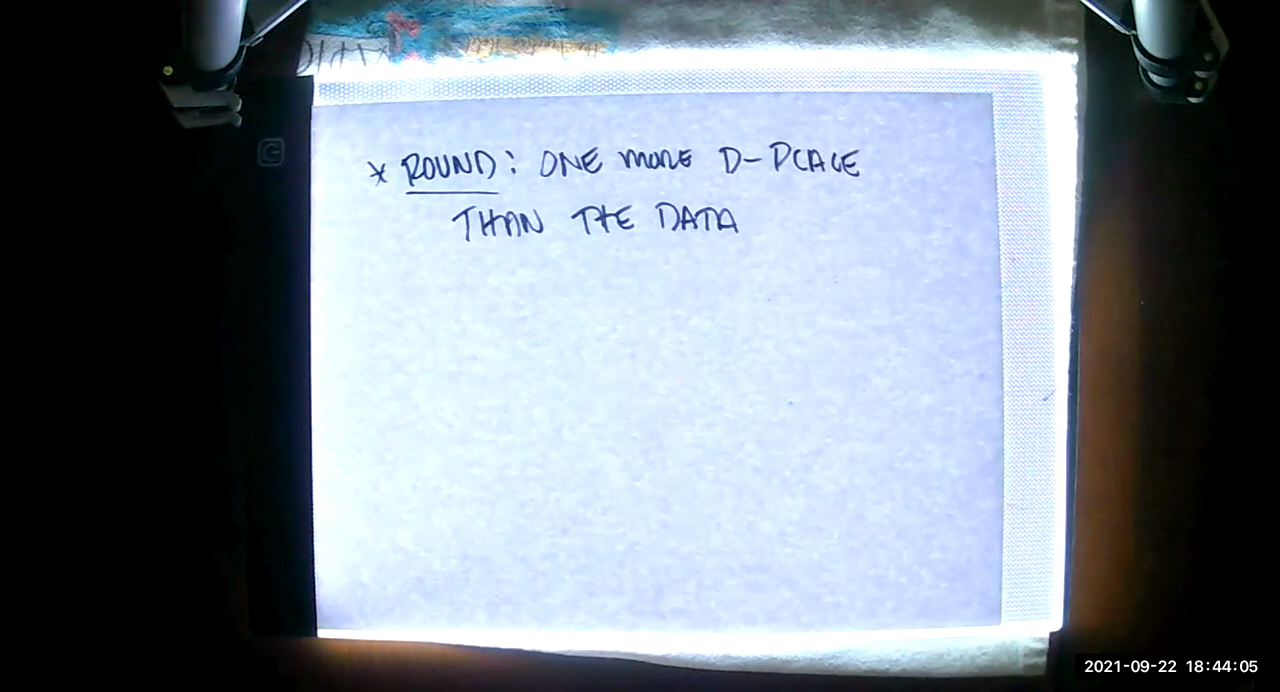 * ROUND: ONE MORE D-PLACE
THAN THE DATA
2021-09-22 18:44:05